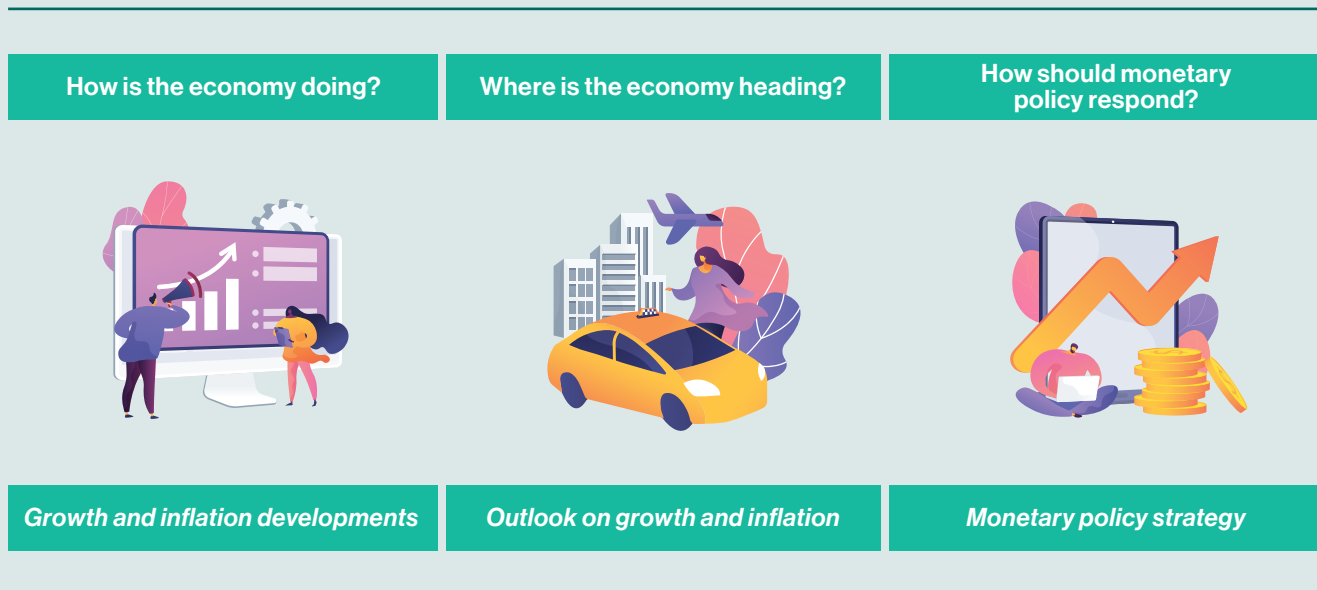 How is the economy doing?
Where is the economy heading?
How should monetary
policy respond?
Growth and inflation developments
Outlook on growth and inflation
Monetary policy strategy